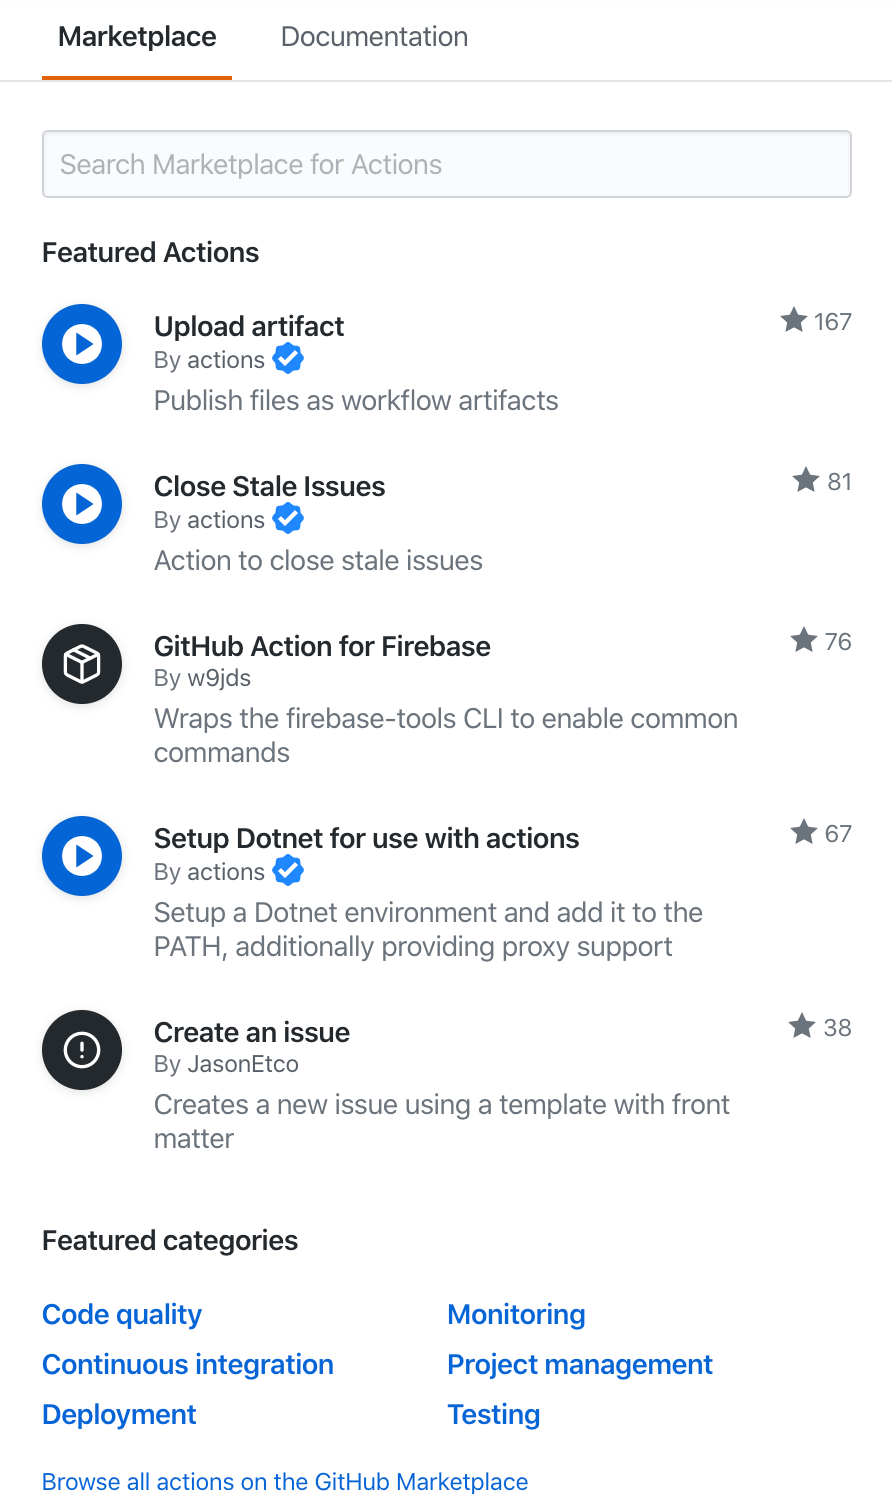 Marketplace Documentation
Search Marketplace for Actions
Featured Actions
Upload artifact 167
By actions
Publish files as workflow artifacts
Close Stale Issues 81
By actions
Action to close stale issues
GitHub Action for Firebase 76
By w9jds
Wraps the firebase-tools CLI to enable common
commands
Setup Dotnet for use with actions 67
By actions
Setup a Dotnet environment and add it to the
PATH, additionally providing proxy support
Create an issue 38
By JasonEtco
Creates a new issue using a template with front
matter
Featured categories
Code quality Monitoring
Continuous integration Project management
Deployment Testing
Browse all actions on the GitHub Marketplace